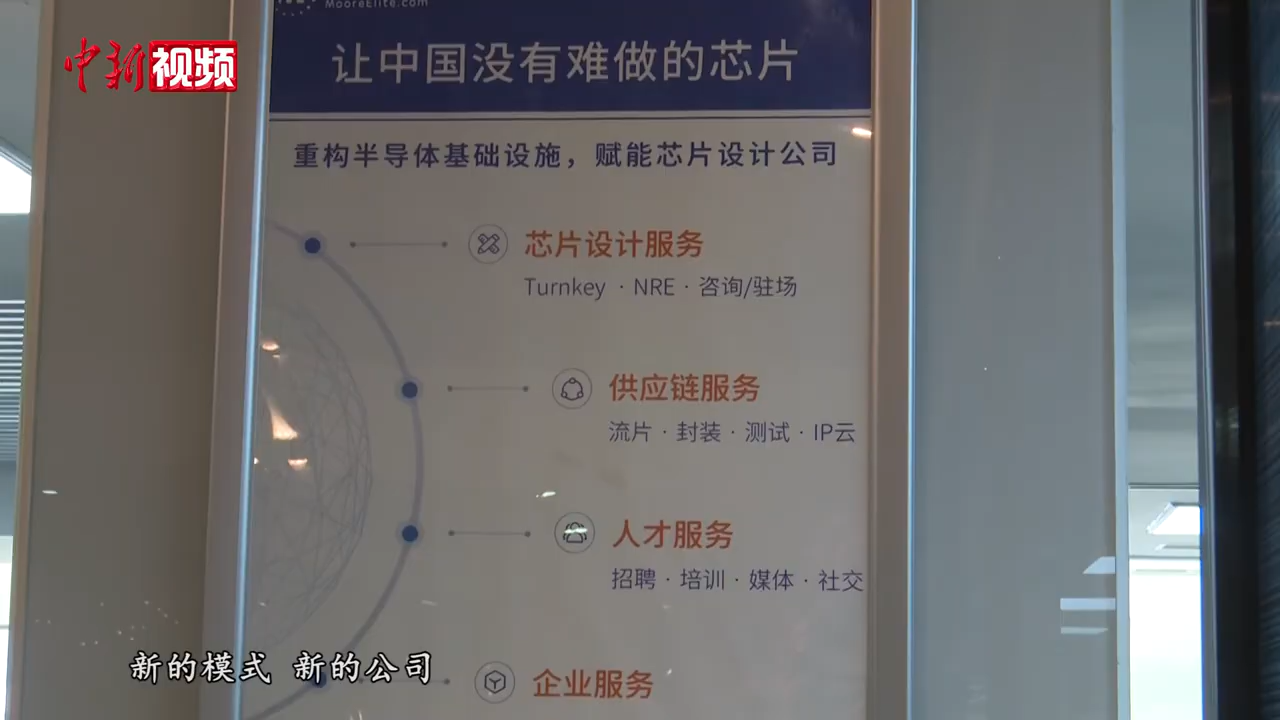 MooreElite.com
中新视频
让中国没有难做的芯片
重构半导体基础设施，赋能芯片设计公司
芯片设计服务
Turnkey · NRE · 咨询/驻场
供应链服务
流片 · 封装 · 测试 · IP云
人才服务
招聘 · 培训 · 媒体 · 社交
新的模式 新的公司
企业服务